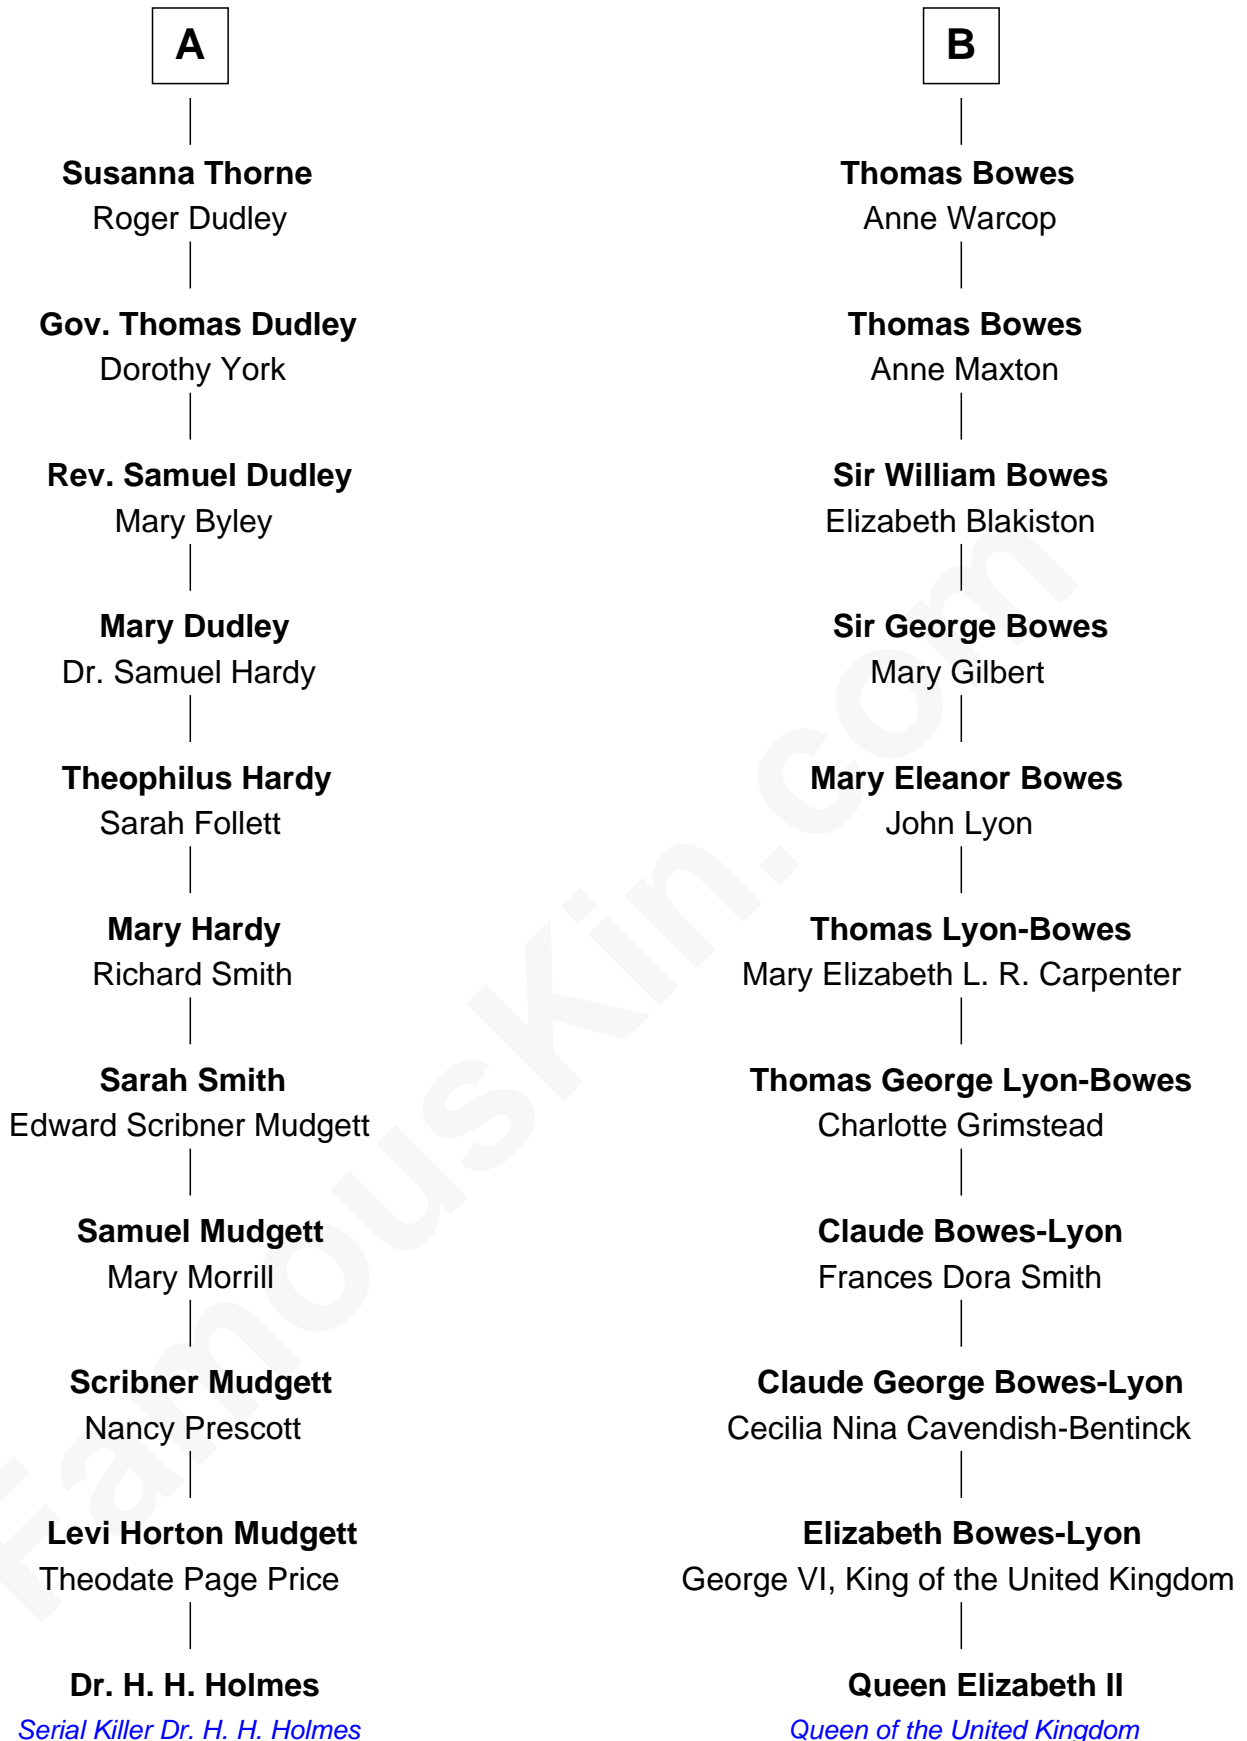 A
Susanna Thorne
Roger Dudley
Gov. Thomas Dudley
Dorothy York
Rev. Samuel Dudley
Mary Byley
Mary Dudley
Dr. Samuel Hardy
Theophilus Hardy
Sarah Follett
Mary Hardy
Richard Smith
Sarah Smith
Edward Scribner Mudgett
Samuel Mudgett
Mary Morrill
Scribner Mudgett
Nancy Prescott
Levi Horton Mudgett
Theodate Page Price
Dr. H. H. Holmes
Serial Killer Dr. H. H. Holmes
B
Thomas Bowes
Anne Warcop
Thomas Bowes
Anne Maxton
Sir William Bowes
Elizabeth Blakiston
Sir George Bowes
Mary Gilbert
Mary Eleanor Bowes
John Lyon
Thomas Lyon-Bowes
Mary Elizabeth L. R. Carpenter
Thomas George Lyon-Bowes
Charlotte Grimstead
Claude Bowes-Lyon
Frances Dora Smith
Claude George Bowes-Lyon
Cecilia Nina Cavendish-Bentinck
Elizabeth Bowes-Lyon
George VI, King of the United Kingdom
Queen Elizabeth II
Queen of the United Kingdom
FamousKin.com